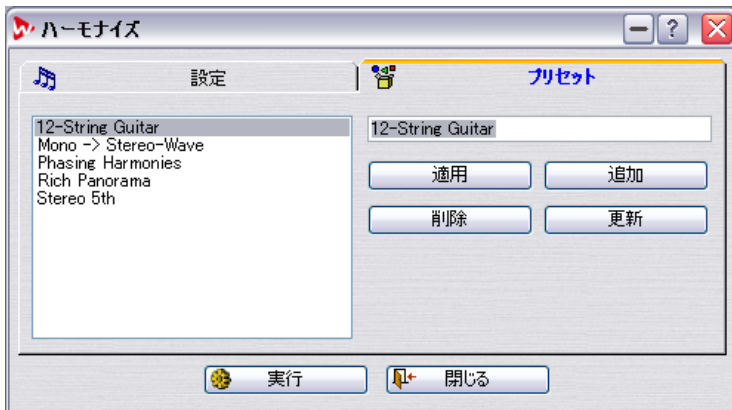 ハーモナイズ
設定
プリセット
12-String Guitar
Mono -> Stereo-Wave
Phasing Harmonies
Rich Panorama
Stereo 5th
12-String Guitar
適用
追加
削除
更新
実行
閉じる